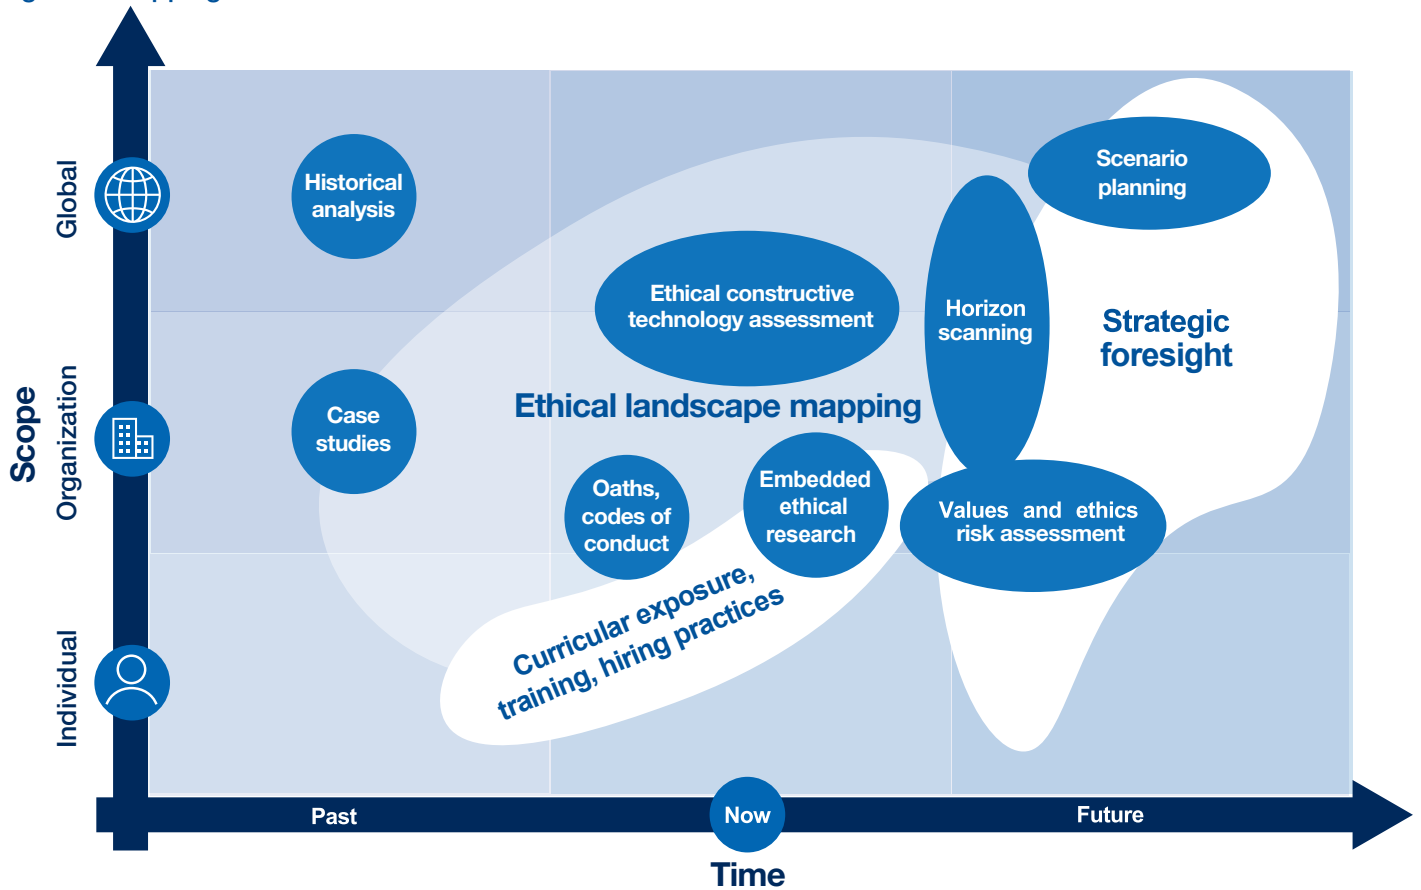 Scope
Global
Organization
Individual
Historical
analysis
Scenario
planning
Ethical constructive
technology assessment
Horizon
scanning
Strategic
foresight
Case
studies
Ethical landscape mapping
Oaths,
codes of
conduct
Embedded
ethical
research
Values and ethics
risk assessment
Curricular exposure,
training, hiring practices
Past
Now
Future
Time